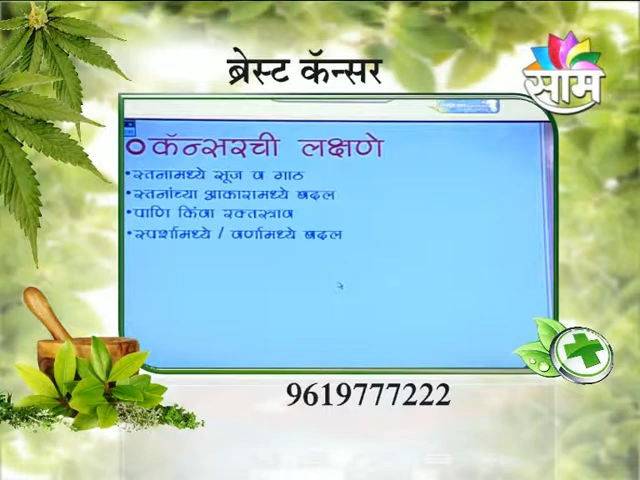 ब्रेस्ट कॅन्सर
साम
कॅन्सरची लक्षणे
•स्तनामध्ये सूज व गाठ
•स्तनांच्या आकारामध्ये बदल
•पाणि किंवा रक्तस्त्राव
•स्पर्शामध्ये / वर्णामध्ये बदल
9619777222